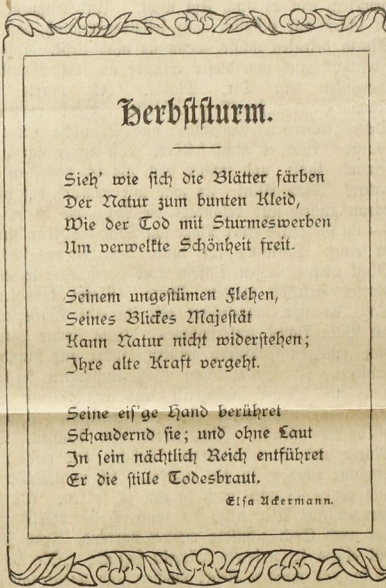 Herbststurm.
Sieh' wie sich die Blätter färben
Der Natur zum bunten Kleid,
Wie der Tod mit Sturmeswerben
Um verwelkte Schönheit freit.
Seinem ungestümen Flehen,
Seines Blickes Majestät
Kann Natur nicht widerstehen;
Ihre alte Kraft vergeht.
Seine eis'ge Hand berühret
Schaudernd sie; und ohne Laut
In sein nächtlich Reich entführet
Er die stille Todesbraut.
Elsa Ackermann.